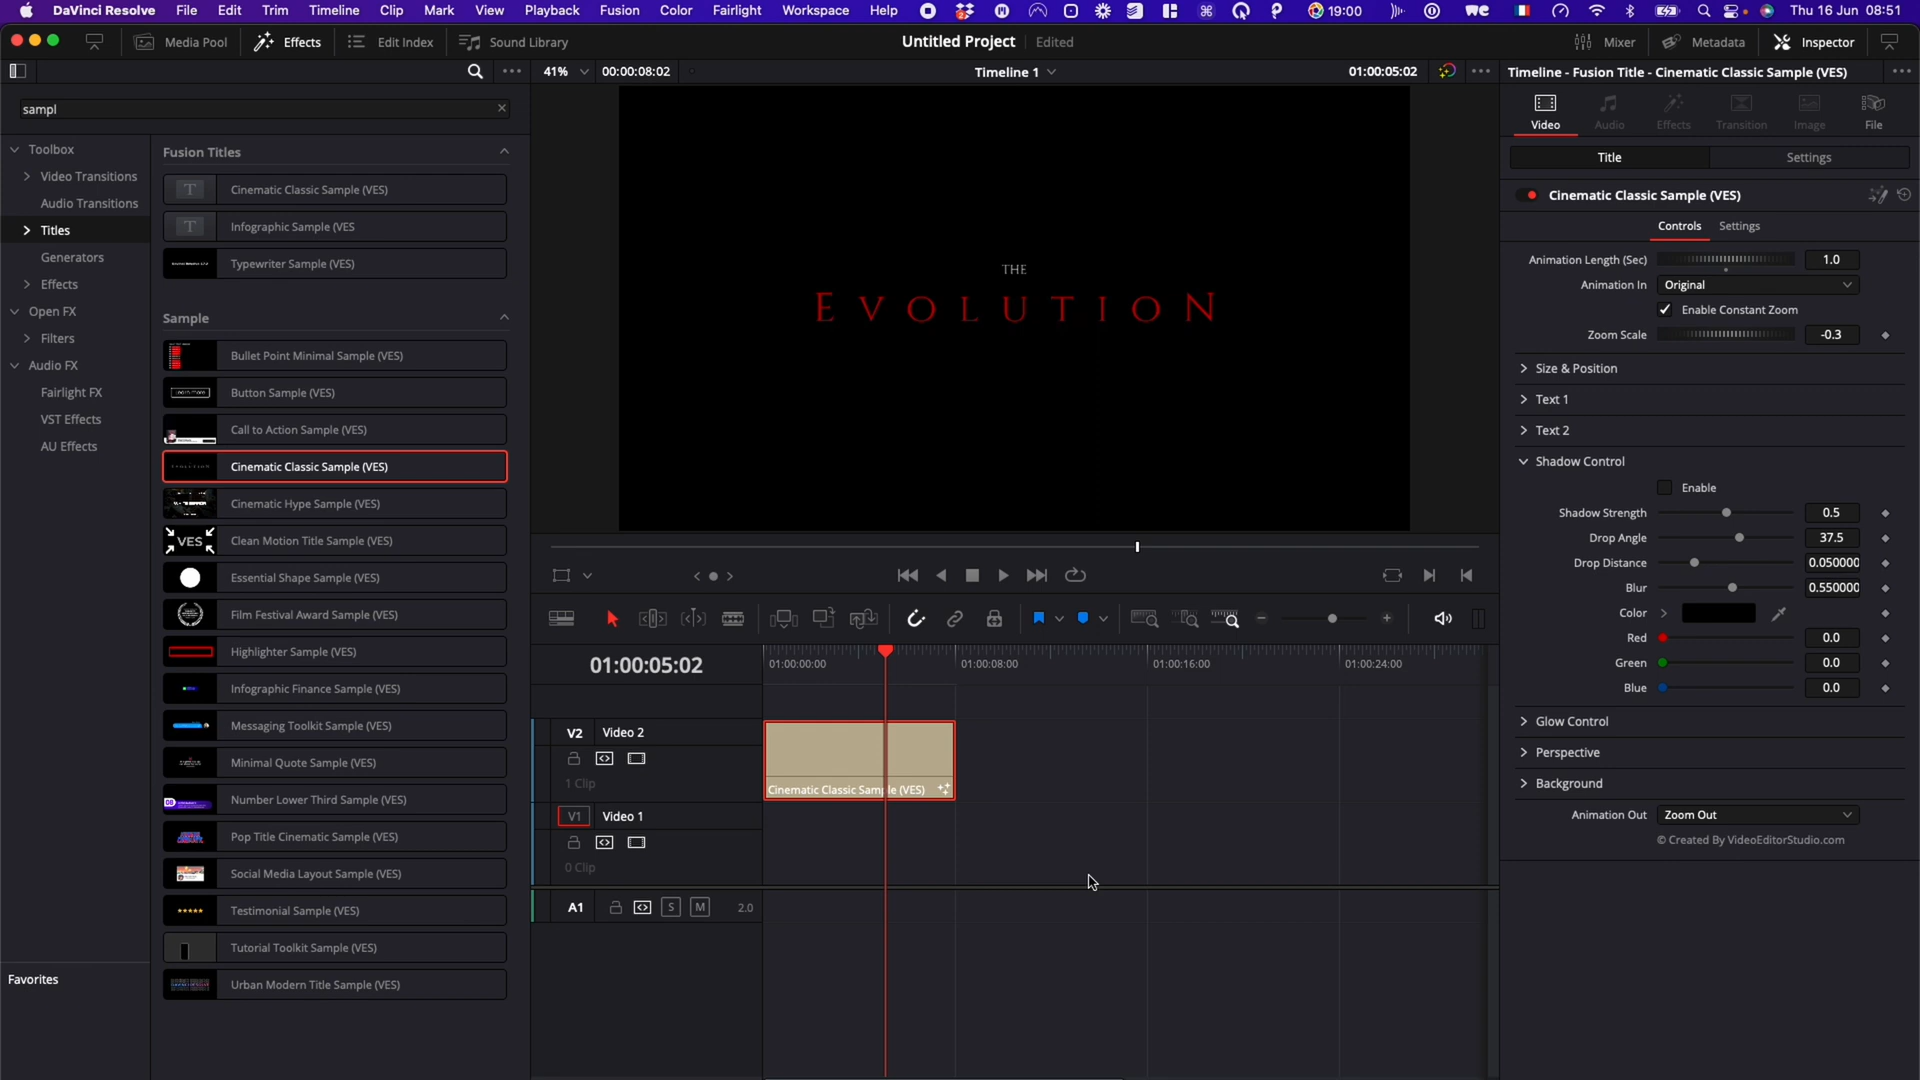 DaVinci Resolve File Edit Trim Timeline Clip Mark View Playback Fusion Color Fairlight Workspace Help 19:00 Thu 16 Jun 08:51
Media Pool Effects Edit Index Sound Library Untitled Project Edited Mixer Metadata Inspector
41% 00:00:08:02 Timeline 1 01:00:05:02 Timeline - Fusion Title - Cinematic Classic Sample (VES)
sampl
Video Audio Effects Transition Image File
Title Settings
Toolbox
Video Transitions
Audio Transitions
Titles
Generators
Effects
Open FX
Filters
Audio FX
Fairlight FX
VST Effects
AU Effects
Favorites
Fusion Titles
Cinematic Classic Sample (VES)
Infographic Sample (VES
Typewriter Sample (VES)
Sample
Bullet Point Minimal Sample (VES)
Button Sample (VES)
Call to Action Sample (VES)
Cinematic Classic Sample (VES)
Cinematic Hype Sample (VES)
VES
Clean Motion Title Sample (VES)
Essential Shape Sample (VES)
Film Festival Award Sample (VES)
Highlighter Sample (VES)
Infographic Finance Sample (VES)
Messaging Toolkit Sample (VES)
Minimal Quote Sample (VES)
Number Lower Third Sample (VES)
Pop Title Cinematic Sample (VES)
Social Media Layout Sample (VES)
Testimonial Sample (VES)
Tutorial Toolkit Sample (VES)
Urban Modern Title Sample (VES)
THE
EVOLUTION
01:00:05:02
01:00:00:00 01:00:08:00 01:00:16:00 01:00:24:00
V2 Video 2
1 Clip
Cinematic Classic Sample (VES)
V1 Video 1
0 Clip
A1 S M 2.0
Cinematic Classic Sample (VES)
Controls Settings
Animation Length (Sec) 1.0
Animation In Original
Enable Constant Zoom
Zoom Scale -0.3
Size & Position
Text 1
Text 2
Shadow Control
Enable
Shadow Strength 0.5
Drop Angle 37.5
Drop Distance 0.050000
Blur 0.550000
Color
Red 0.0
Green 0.0
Blue 0.0
Glow Control
Perspective
Background
Animation Out Zoom Out
© Created By VideoEditorStudio.com